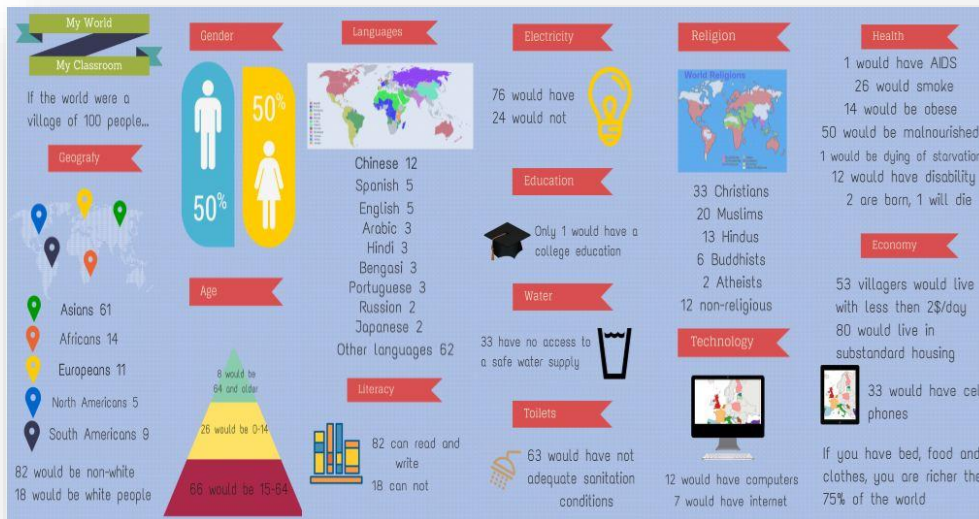 My World
My Classroom
If the world were a
village of 100 people...
Geografy
Asians 61
Africans 14
Europeans 11
North Americans 5
South Americans 9
82 would be non-white
18 would be white people
Gender
50%
50%
Age
8 would be
64 and older
26 would be 0-14
66 would be 15-64
Languages
Chinese 12
Spanish 5
English 5
Arabic 3
Hindi 3
Bengasi 3
Portuguese 3
Russion 2
Japanese 2
Other languages 62
Literacy
82 can read and
write
18 can not
Electricity
76 would have
24 would not
Education
Only 1 would have a
college education
Water
33 have no access to
a safe water supply
Toilets
63 would have not
adequate sanitation
conditions
Religion
World Religions
33 Christians
20 Muslims
13 Hindus
6 Buddhists
2 Atheists
12 non-religious
Technology
12 would have computers
7 would have internet
Health
1 would have AIDS
26 would smoke
14 would be obese
50 would be malnourished
1 would be dying of starvation
12 would have disability
2 are born, 1 will die
Economy
53 villagers would live
with less then 2$/day
80 would live in
substandard housing
33 would have cel
phones
If you have bed, food and
clothes, you are richer the
75% of the world